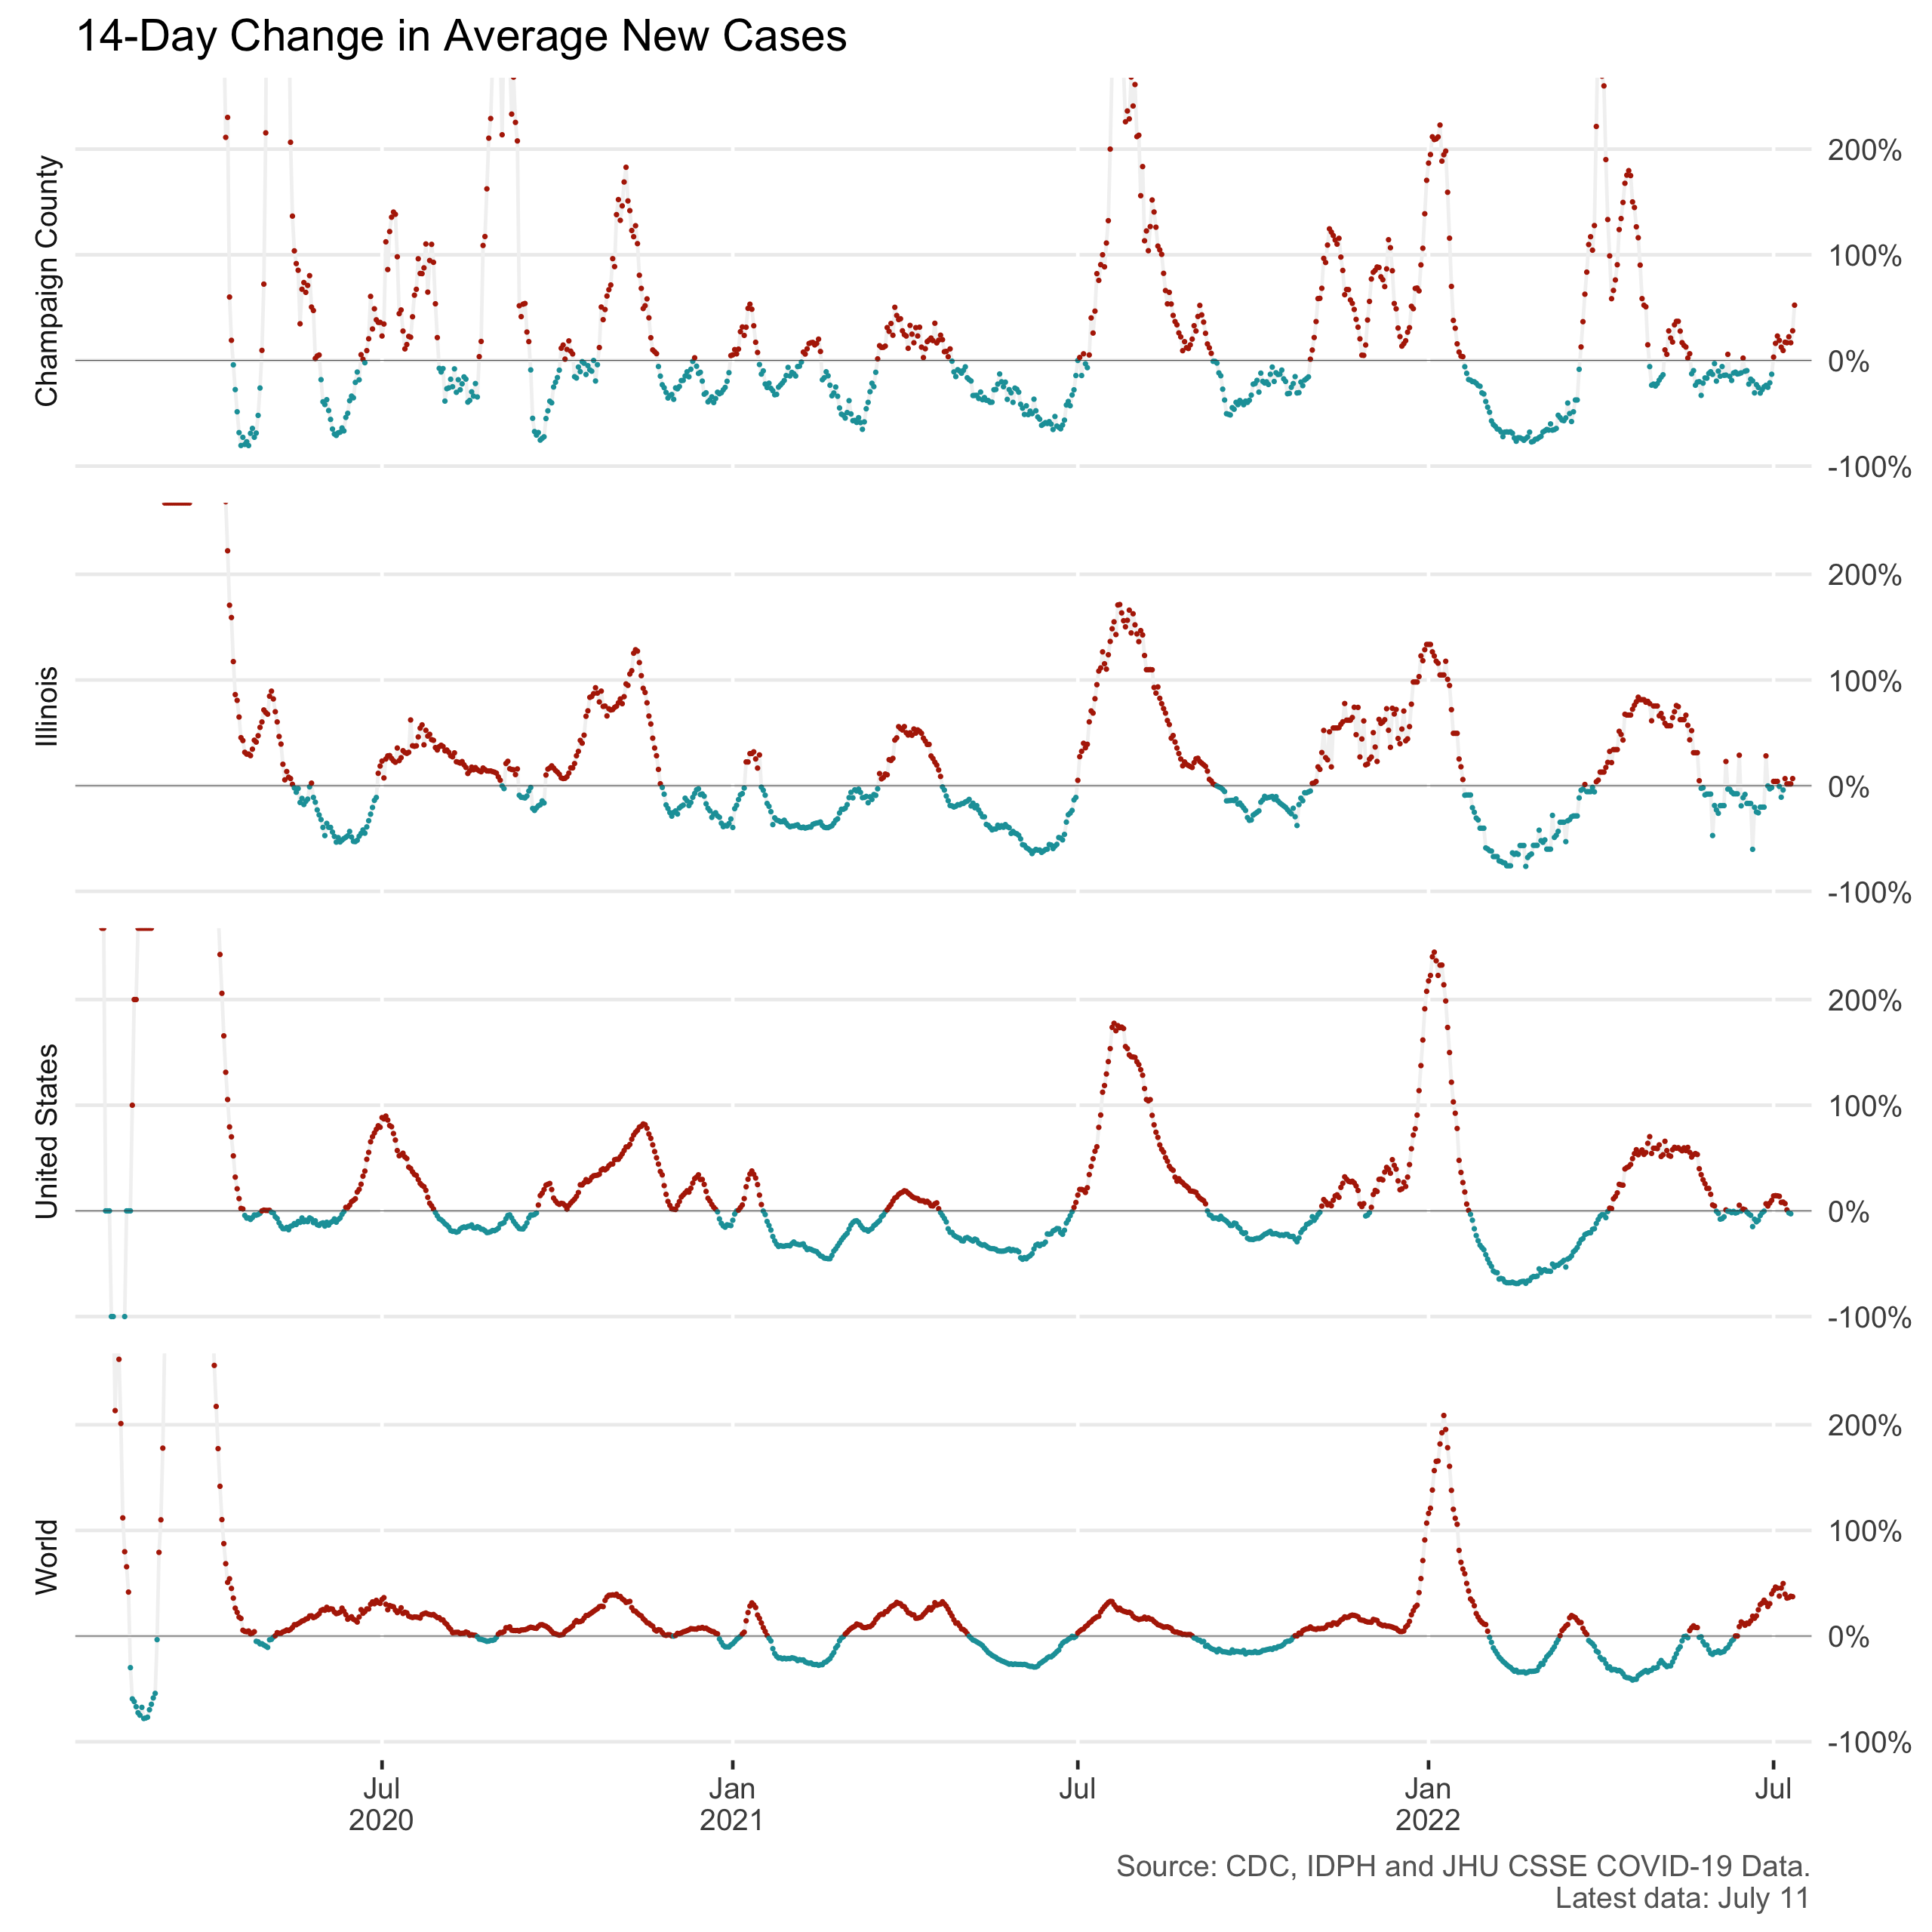 14-Day Change in Average New Cases
Champaign County
200%
100%
0%
-100%
Illinois
200%
100%
0%
-100%
United States
200%
100%
0%
-100%
World
200%
100%
0%
-100%
Jul
2020
Jan
2021
Jul
Jan
2022
Jul
Source: CDC, IDPH and JHU CSSE COVID-19 Data.
Latest data: July 11